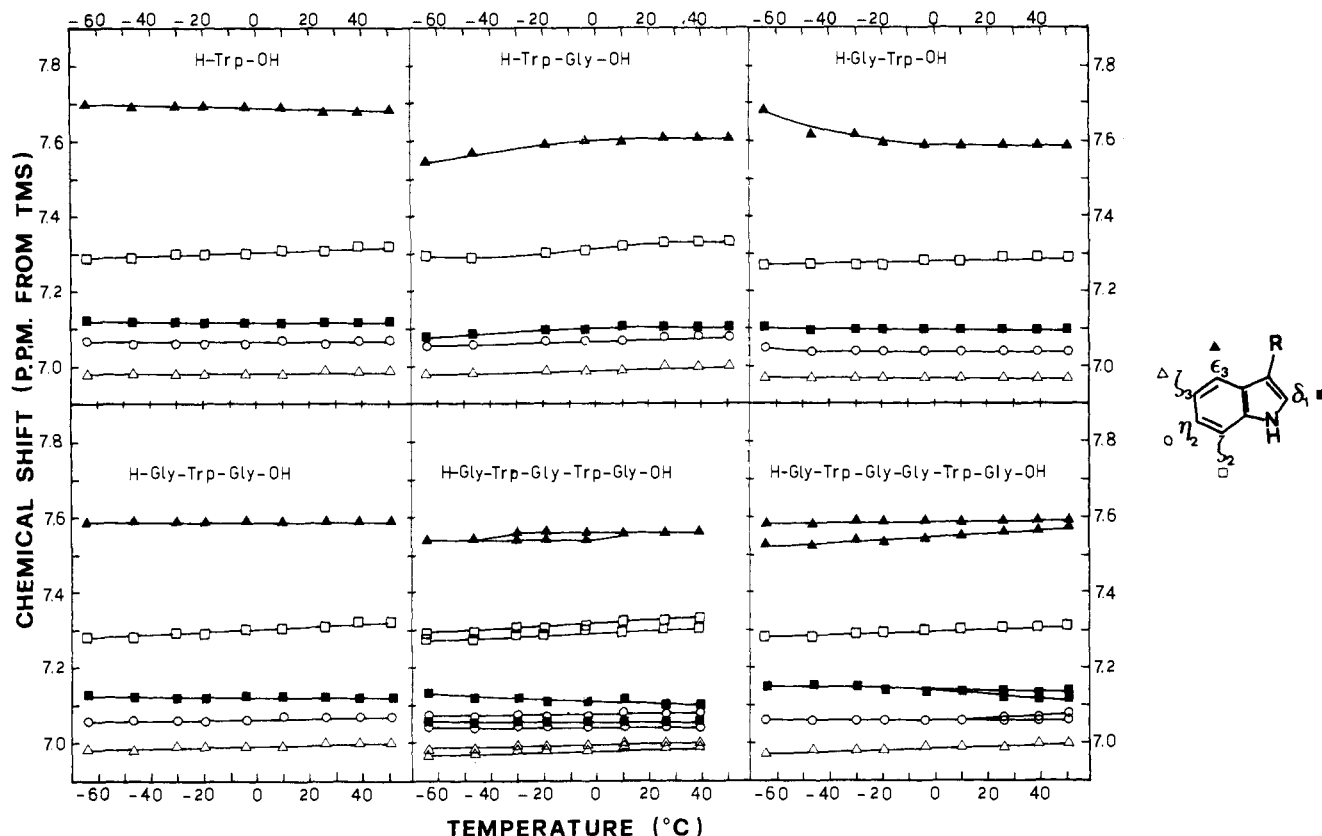 -60 -40 -20 0 20 40 -60 -40 -20 0 20 40 -60 -40 -20 0 20 40
H-Trp-OH
H-Trp-Gly-OH
H-Gly-Trp-OH
7.8
7.6
7.4
7.2
7.0
7.8
7.6
7.4
7.2
7.0
CHEMICAL SHIFT (P.P.M. FROM TMS)
H-Gly-Trp-Gly-OH
H-Gly-Trp-Gly-Trp-Gly-OH
H-Gly-Trp-Gly-Gly-Trp-Gly-OH
7.8
7.6
7.4
7.2
7.0
7.8
7.6
7.4
7.2
7.0
-60 -40 -20 0 20 40 -60 -40 -20 0 20 40 -60 -40 -20 0 20 40
TEMPERATURE (°C)
R
ε3
ζ3
δ1
η2
N
H
ζ2